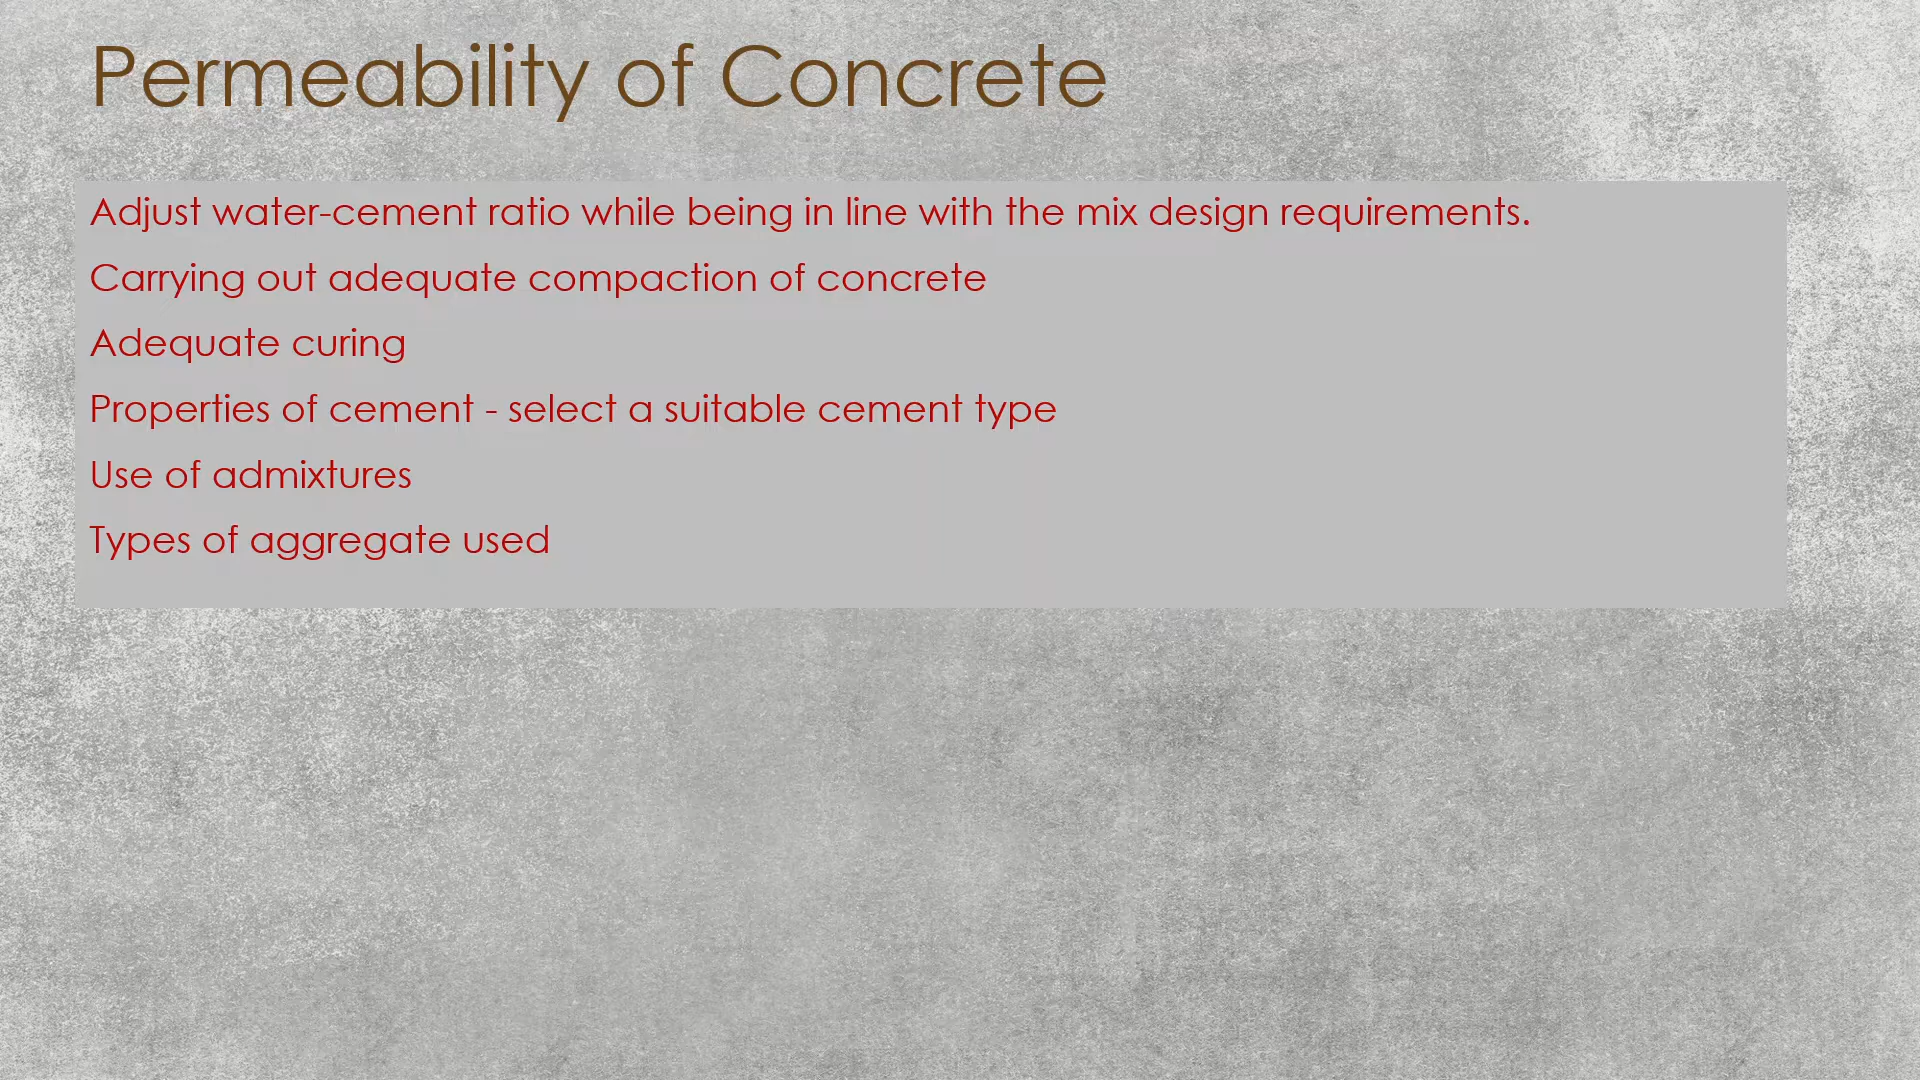 Permeability of Concrete
Adjust water-cement ratio while being in line with the mix design requirements.
Carrying out adequate compaction of concrete
Adequate curing
Properties of cement - select a suitable cement type
Use of admixtures
Types of aggregate used